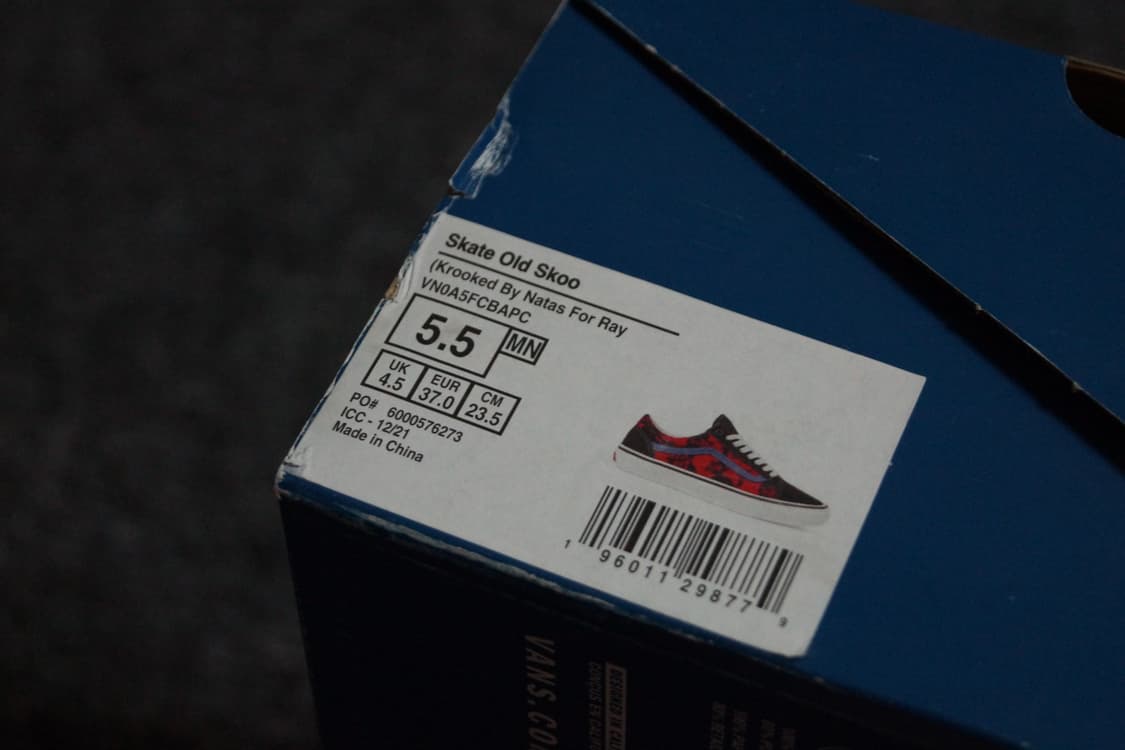 Skate Old Skoo
(Krooked By Natas For Ray
VN0A5FCBAPC
5.5 MN
UK EUR CM
4.5 37.0 23.5
PO# 6000576273
ICC - 12/21
Made in China
1 96011 29877 9
VANS.CO